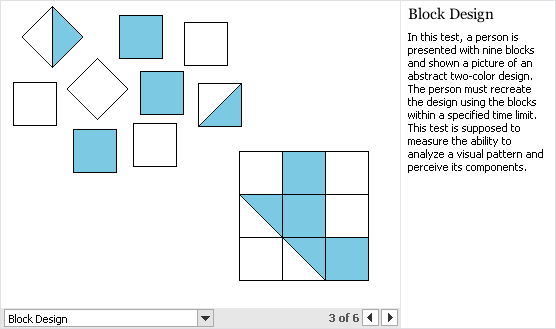 Block Design
In this test, a person is
presented with nine blocks
and shown a picture of an
abstract two-color design.
The person must recreate
the design using the blocks
within a specified time limit.
This test is supposed to
measure the ability to
analyze a visual pattern and
perceive its components.
Block Design
3 of 6